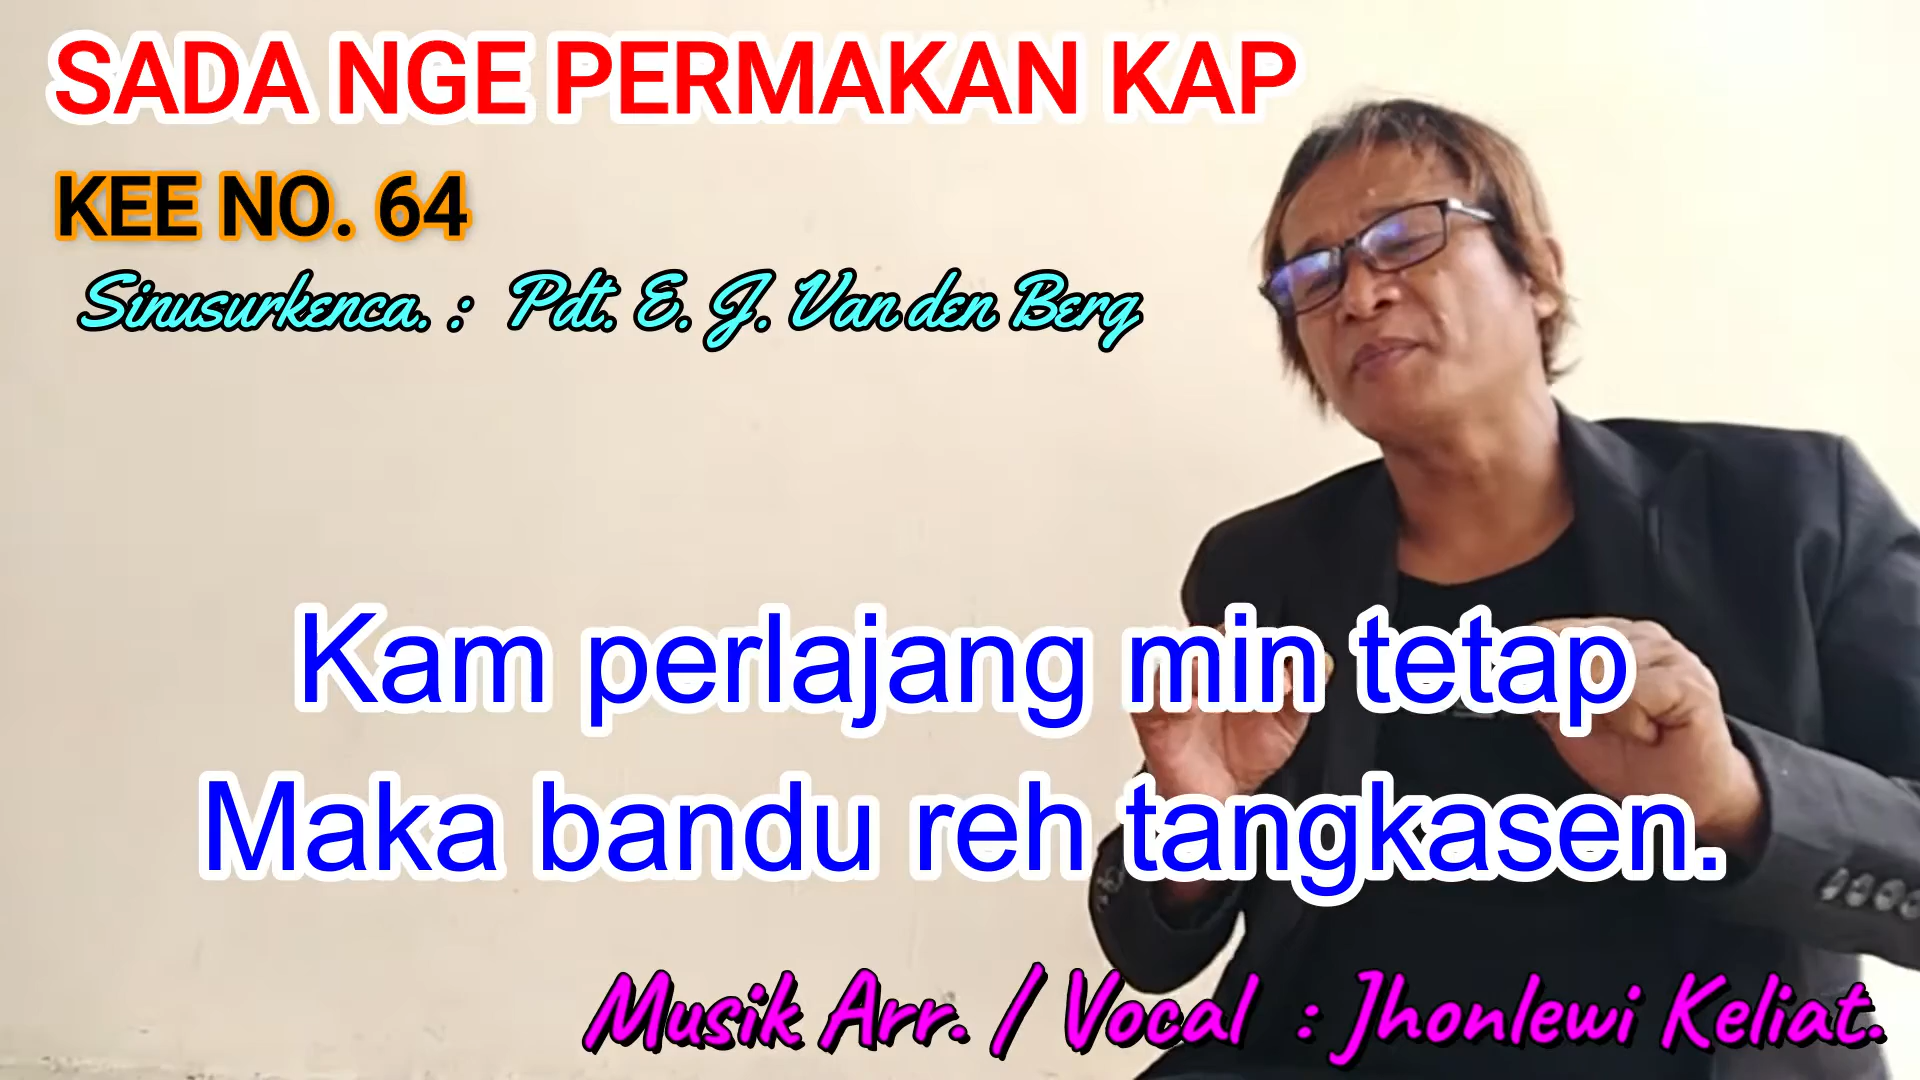 SADA NGE PERMAKAN KAP
KEE NO. 64
Sinusurkenca. : Pdt. E. J. Van den Berg
Kam perlajang min tetap
Maka bandu reh tangkasen.
Musik Arr. / Vocal : Jhonlewi Keliat.